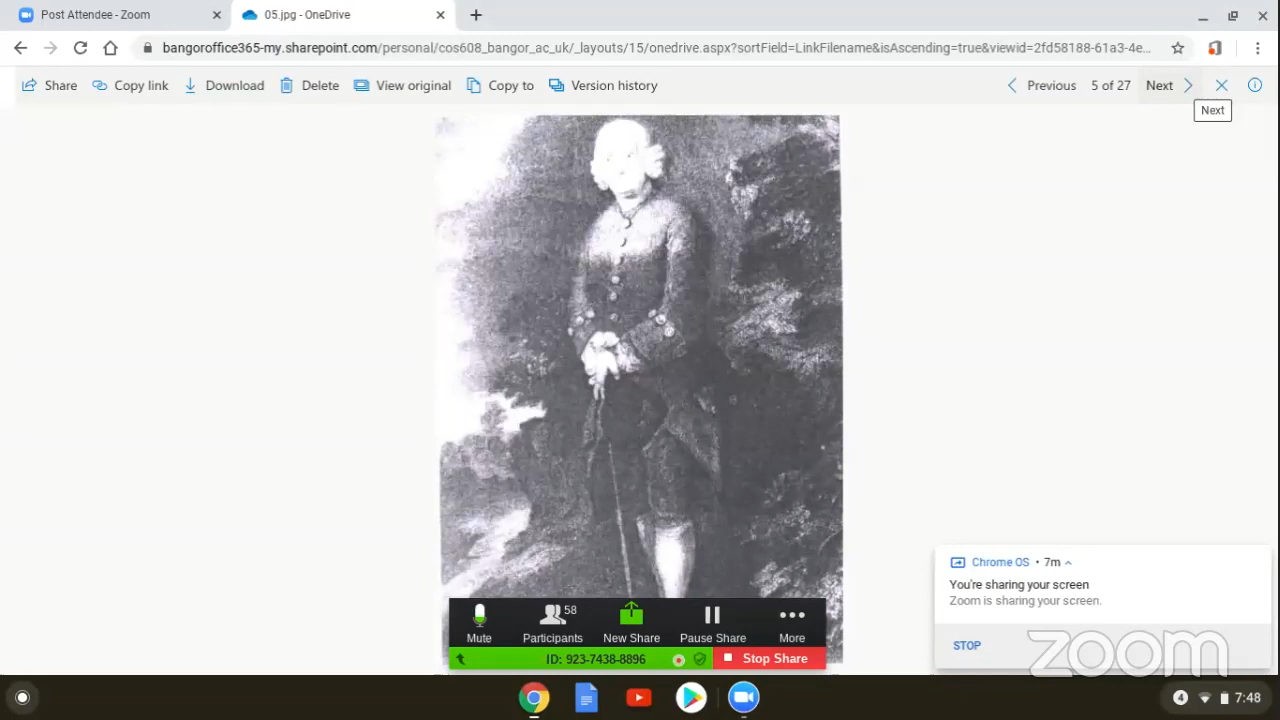 Post Attendee - Zoom
05.jpg - OneDrive
bangoroffice365-my.sharepoint.com/personal/cos608_bangor_ac_uk/_layouts/15/onedrive.aspx?sortField=LinkFilename&isAscending=true&viewid=2fd58188-61a3-4e...
Share Copy link Download Delete View original Copy to Version history Previous 5 of 27 Next
Next
Chrome OS • 7m
You're sharing your screen
Zoom is sharing your screen.
STOP
zoom
58
Mute Participants New Share Pause Share More
ID: 923-7438-8896 Stop Share
4 7:48